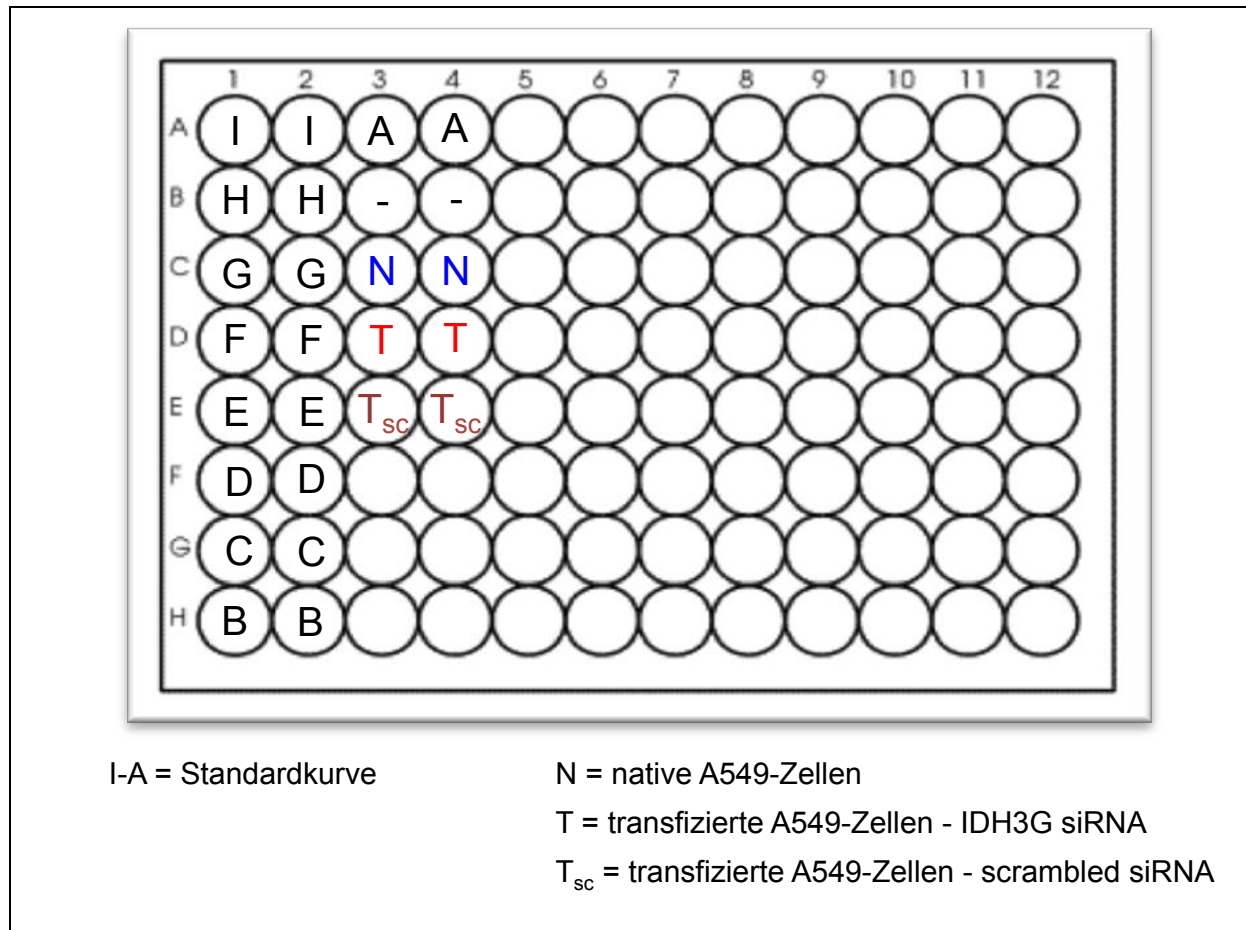 1 2 3 4 5 6 7 8 9 10 11 12
A I I A A
B H H - -
C G G N N
D F F T T
E E E Tsc Tsc
F D D
G C C
H B B
I-A = Standardkurve
N = native A549-Zellen
T = transfizierte A549-Zellen - IDH3G siRNA
Tsc = transfizierte A549-Zellen - scrambled siRNA